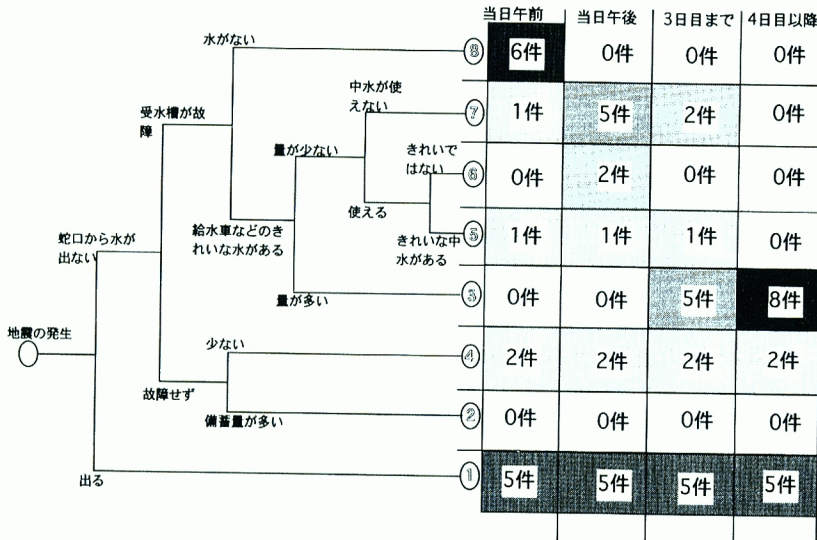 当日午前 当日午後 3日目まで 4日目以降
水がない ⑧ 6件 0件 0件 0件
中水が使
えない
⑦ 1件 5件 2件 0件
受水槽が故
障
量が少ない
きれいで
はない
⑥ 0件 2件 0件 0件
使える
給水車などのき
れいな水がある
きれいな中
水がある
⑤ 1件 1件 1件 0件
蛇口から水が
出ない
量が多い
③ 0件 0件 5件 8件
地震の発生
少ない
④ 2件 2件 2件 2件
故障せず
備蓄量が多い
② 0件 0件 0件 0件
出る
① 5件 5件 5件 5件